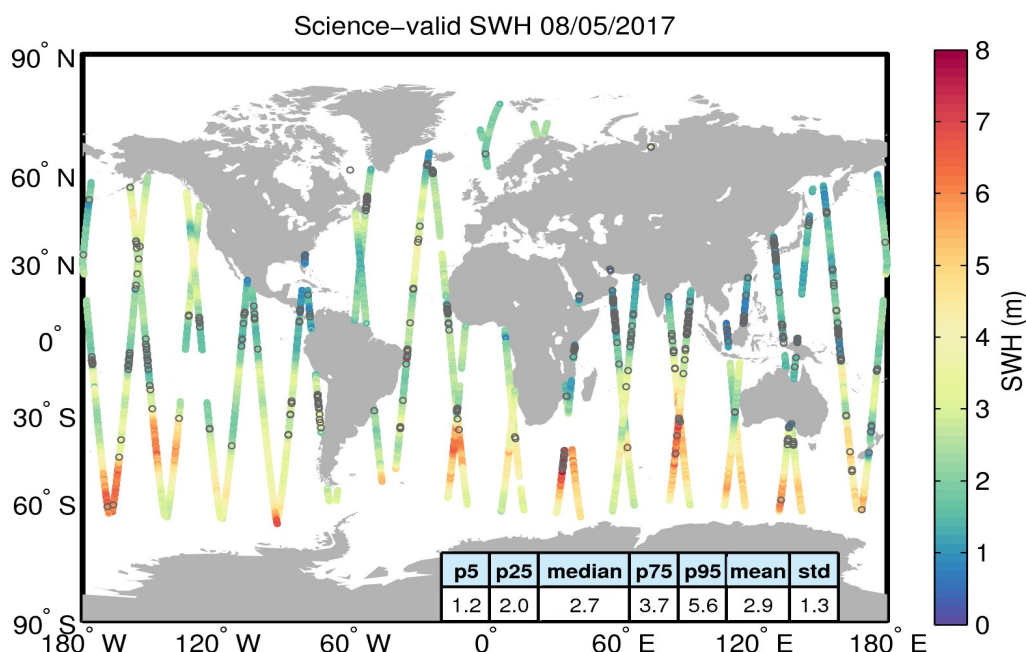 Science−valid SWH 08/05/2017
90° N
60° N
30° N
0°
30° S
60° S
90° S
180° W
120° W
60° W
0°
60° E
120° E
180° E
8
7
6
5
4
3
2
1
0
SWH (m)
p5 p25 median p75 p95 mean std
1.2 2.0 2.7 3.7 5.6 2.9 1.3